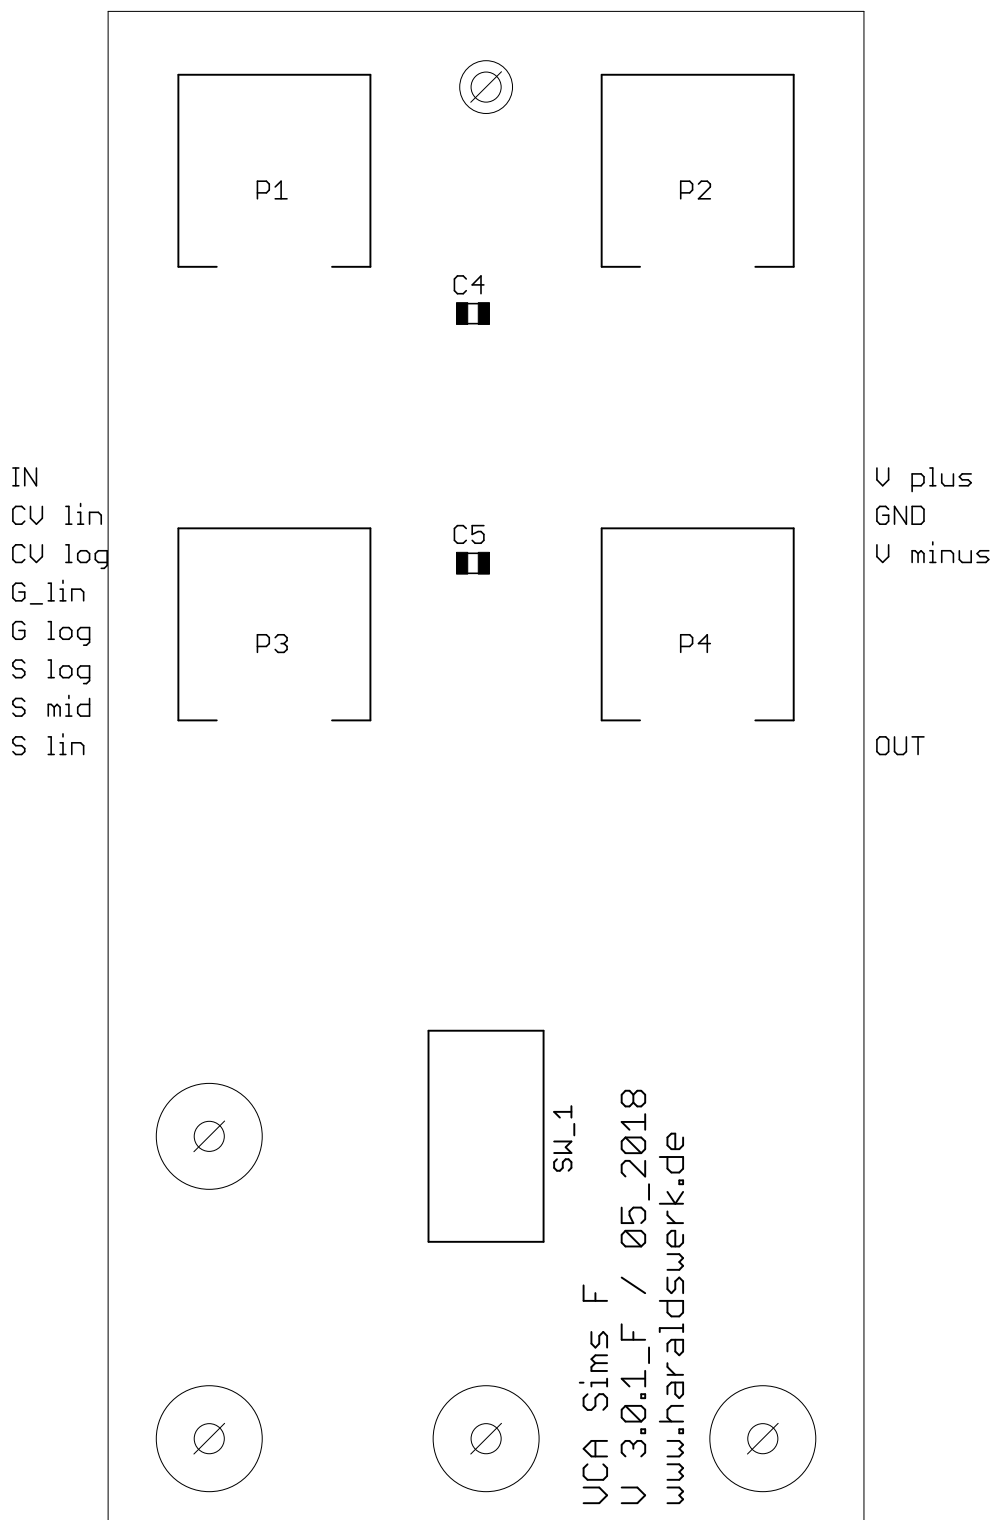 P1
P2
C4
IN
CV lin
CV log
G_lin
G log
S log
S mid
S lin
C5
P3
P4
V plus
GND
V minus
OUT
SW_1
VCA Sims F
V 3.0.1_F / 05_2018
www.haraldswerk.de